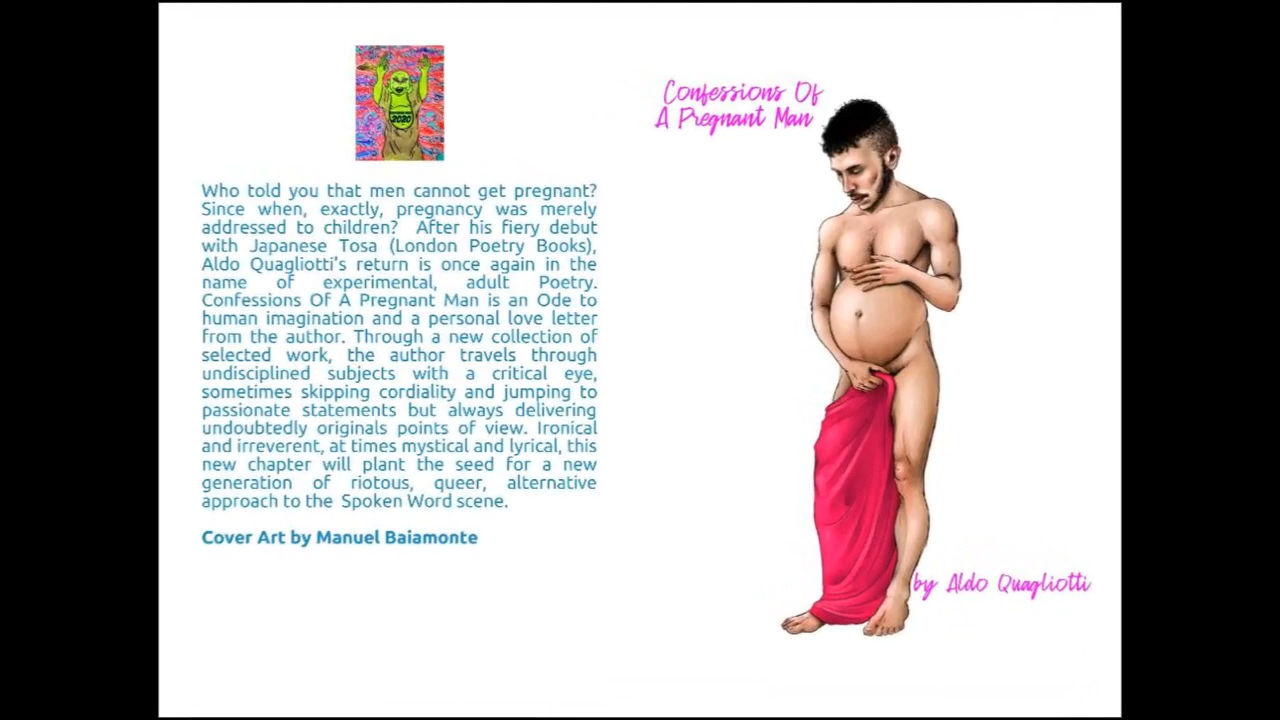 2020
Who told you that men cannot get pregnant?
Since when, exactly, pregnancy was merely
addressed to children? After his fiery debut
with Japanese Tosa (London Poetry Books),
Aldo Quagliotti's return is once again in the
name of experimental, adult Poetry.
Confessions Of A Pregnant Man is an Ode to
human imagination and a personal love letter
from the author. Through a new collection of
selected work, the author travels through
undisciplined subjects with a critical eye,
sometimes skipping cordiality and jumping to
passionate statements but always delivering
undoubtedly originals points of view. Ironical
and irreverent, at times mystical and lyrical, this
new chapter will plant the seed for a new
generation of riotous, queer, alternative
approach to the Spoken Word scene.
Cover Art by Manuel Baiamonte
Confessions Of
A Pregnant Man
by Aldo Quagliotti